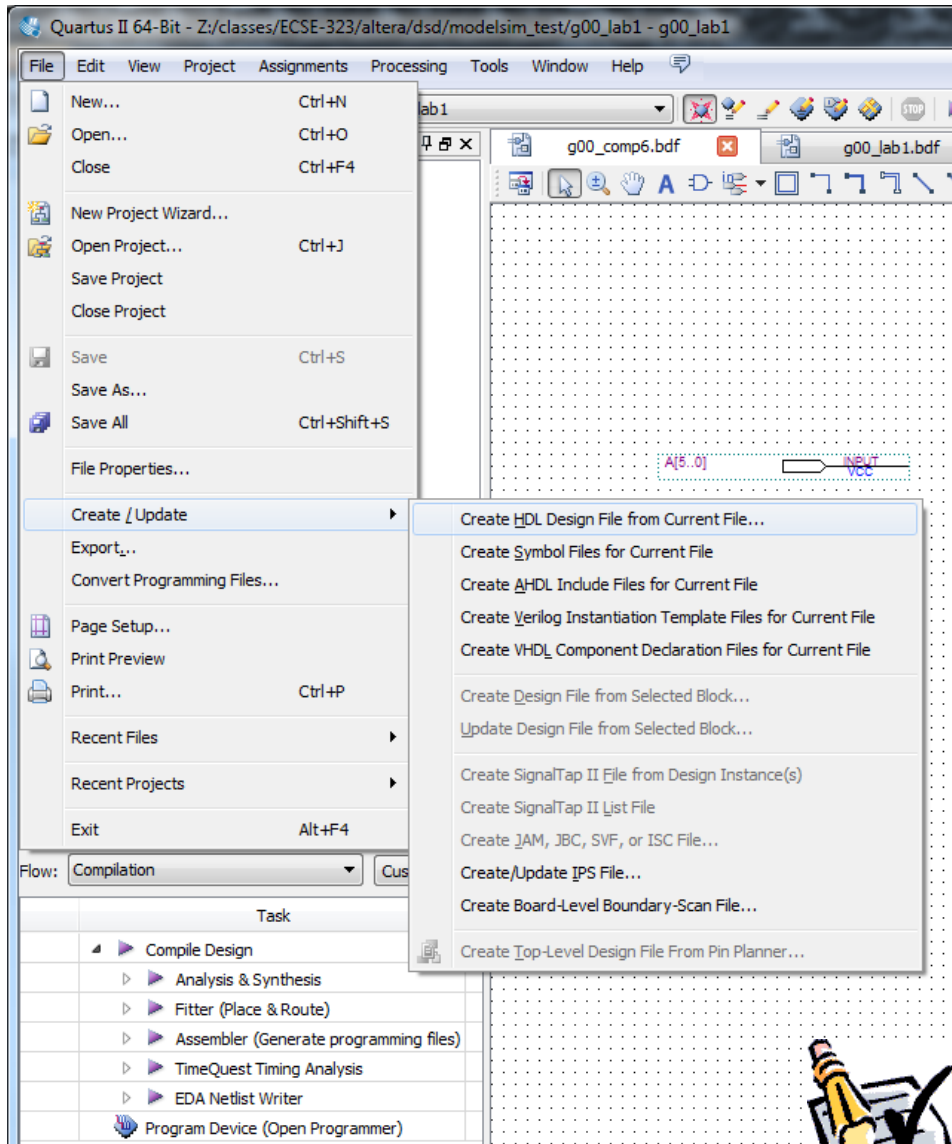 Quartus II 64-Bit - Z:/classes/ECSE-323/altera/dsd/modelsim_test/g00_lab1 - g00_lab1
File Edit View Project Assignments Processing Tools Window Help
New... Ctrl+N
Open... Ctrl+O
Close Ctrl+F4
New Project Wizard...
Open Project... Ctrl+J
Save Project
Close Project
Save Ctrl+S
Save As...
Save All Ctrl+Shift+S
File Properties...
Create / Update
Export...
Convert Programming Files...
Page Setup...
Print Preview
Print... Ctrl+P
Recent Files
Recent Projects
Exit Alt+F4
lab1
STOP
g00_comp6.bdf g00_lab1.bdf
A
A[5..0] INPUT
VCC
Create HDL Design File from Current File...
Create Symbol Files for Current File
Create AHDL Include Files for Current File
Create Verilog Instantiation Template Files for Current File
Create VHDL Component Declaration Files for Current File
Create Design File from Selected Block...
Update Design File from Selected Block...
Create SignalTap II File from Design Instance(s)
Create SignalTap II List File
Create JAM, JBC, SVF, or ISC File...
Create/Update IPS File...
Create Board-Level Boundary-Scan File...
Create Top-Level Design File From Pin Planner...
Flow: Compilation Cus
Task
Compile Design
Analysis & Synthesis
Fitter (Place & Route)
Assembler (Generate programming files)
TimeQuest Timing Analysis
EDA Netlist Writer
Program Device (Open Programmer)